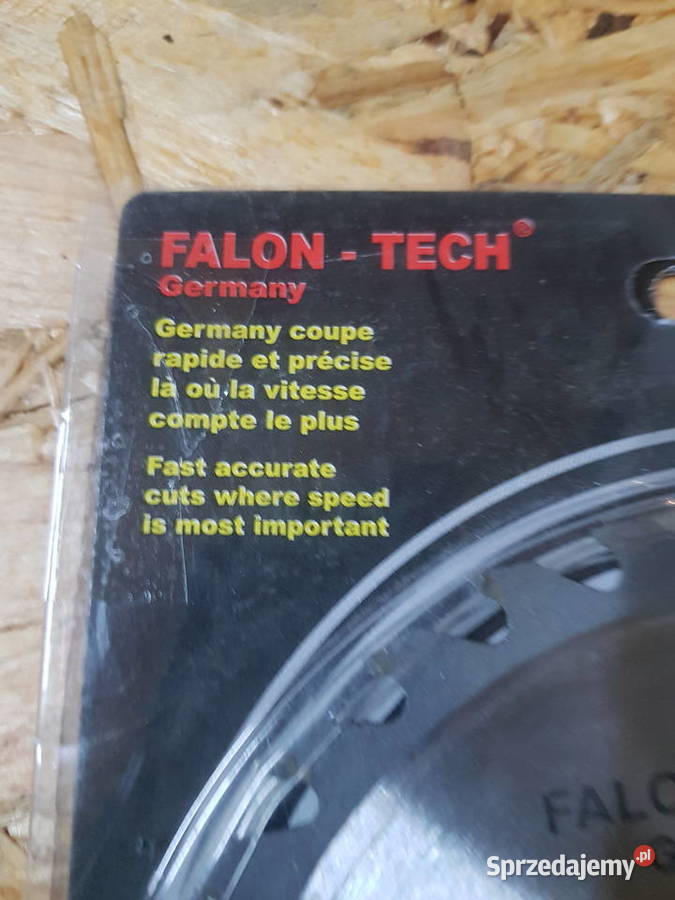 FALON - TECH®
Germany
Germany coupe
rapide et précise
là où la vitesse
compte le plus
Fast accurate
cuts where speed
is most important
FALO
G
Sprzedajemy.pl